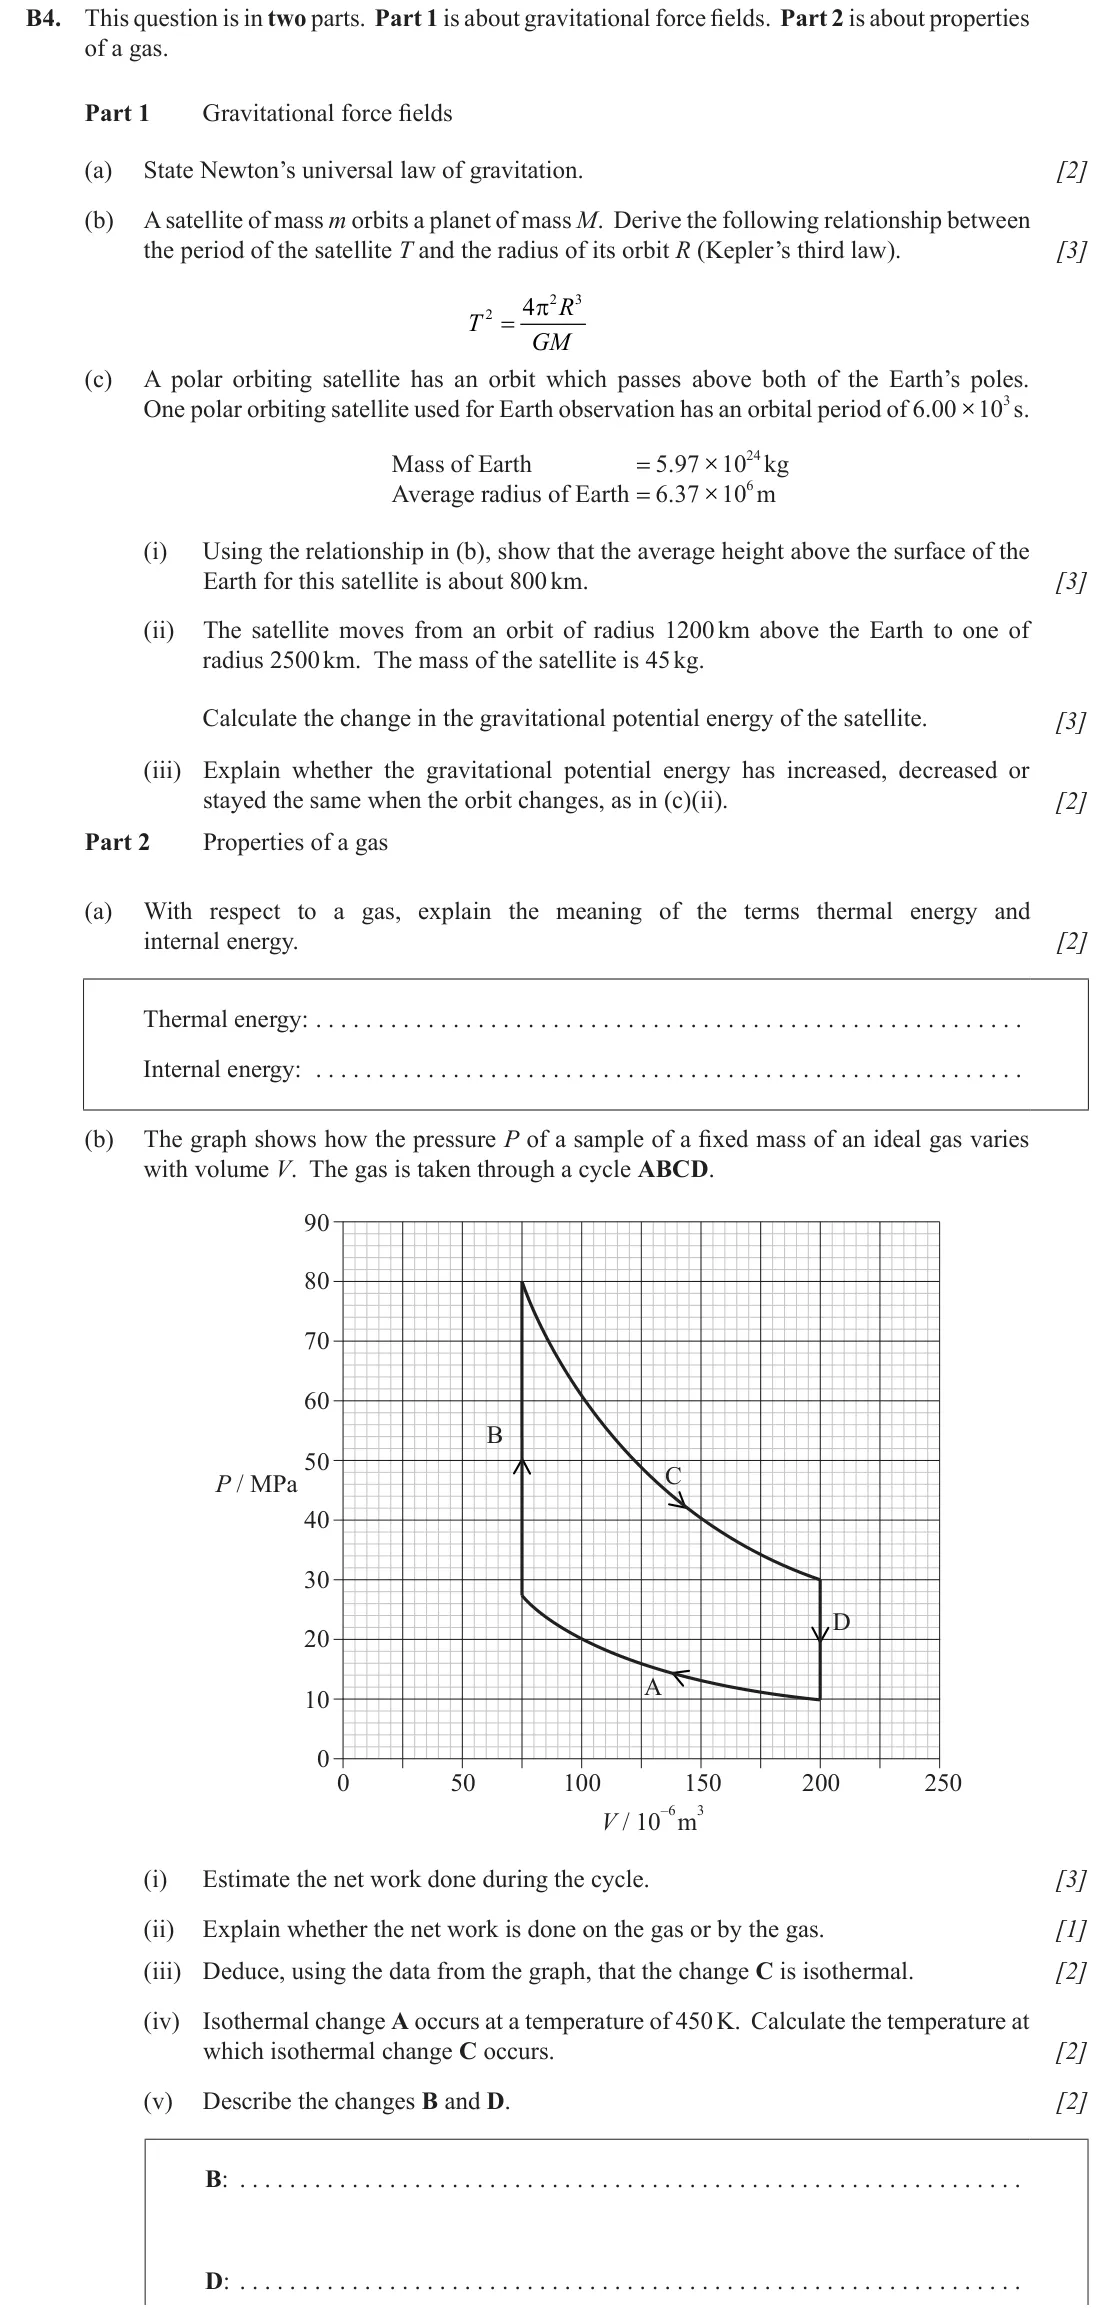 B4. This question is in two parts. Part 1 is about gravitational force fields. Part 2 is about properties
of a gas.
Part 1 Gravitational force fields
(a) State Newton's universal law of gravitation. [2]
(b) A satellite of mass m orbits a planet of mass M. Derive the following relationship between
the period of the satellite T and the radius of its orbit R (Kepler's third law). [3]
T² = 4π²R³ / GM
(c) A polar orbiting satellite has an orbit which passes above both of the Earth's poles.
One polar orbiting satellite used for Earth observation has an orbital period of 6.00 × 10³ s.
Mass of Earth = 5.97 × 10²⁴ kg
Average radius of Earth = 6.37 × 10⁶ m
(i) Using the relationship in (b), show that the average height above the surface of the
Earth for this satellite is about 800 km. [3]
(ii) The satellite moves from an orbit of radius 1200 km above the Earth to one of
radius 2500 km. The mass of the satellite is 45 kg.
Calculate the change in the gravitational potential energy of the satellite. [3]
(iii) Explain whether the gravitational potential energy has increased, decreased or
stayed the same when the orbit changes, as in (c)(ii). [2]
Part 2 Properties of a gas
(a) With respect to a gas, explain the meaning of the terms thermal energy and
internal energy. [2]
Thermal energy: . . . . . . . . . . . . . . . . . . . . . . . . . . . . . . . . . . . . . . . . . . . . . . . . . . . . . . . . .
Internal energy: . . . . . . . . . . . . . . . . . . . . . . . . . . . . . . . . . . . . . . . . . . . . . . . . . . . . . . . . .
(b) The graph shows how the pressure P of a sample of a fixed mass of an ideal gas varies
with volume V. The gas is taken through a cycle ABCD.
90
80
70
60
B
50
C
P / MPa
40
30
D
20
A
10
0
0 50 100 150 200 250
V / 10⁻⁶ m³
(i) Estimate the net work done during the cycle. [3]
(ii) Explain whether the net work is done on the gas or by the gas. [1]
(iii) Deduce, using the data from the graph, that the change C is isothermal. [2]
(iv) Isothermal change A occurs at a temperature of 450 K. Calculate the temperature at
which isothermal change C occurs. [2]
(v) Describe the changes B and D. [2]
B: . . . . . . . . . . . . . . . . . . . . . . . . . . . . . . . . . . . . . . . . . . . . . . . . . . . . . . . . . . . . . . .
D: . . . . . . . . . . . . . . . . . . . . . . . . . . . . . . . . . . . . . . . . . . . . . . . . . . . . . . . . . . . . . . .